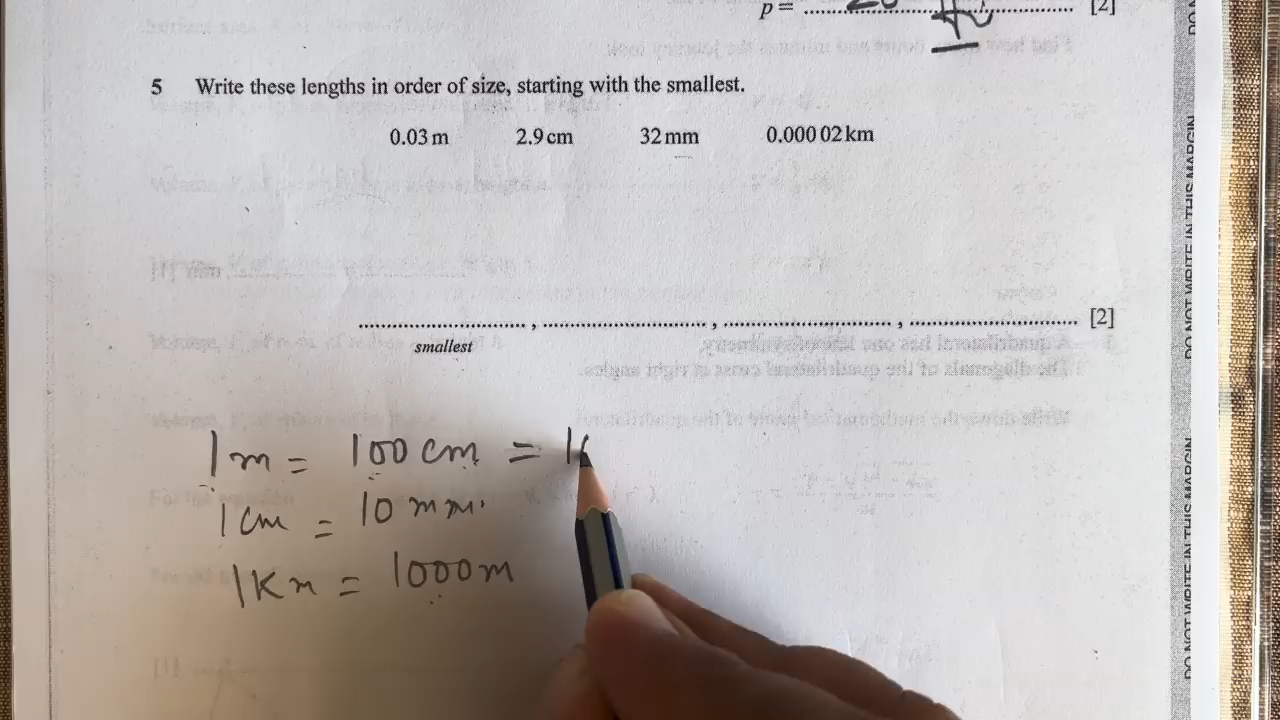 p = ........................ [2]
5 Write these lengths in order of size, starting with the smallest.
0.03 m 2.9 cm 32 mm 0.000 02 km
........................ , ........................ , ........................ , ........................ [2]
smallest
1m = 100 cm = 1
1cm = 10 mm.
1Km = 1000m
DO NOT WRITE IN THIS MARGIN
DO NOT WRITE IN THIS MARGIN